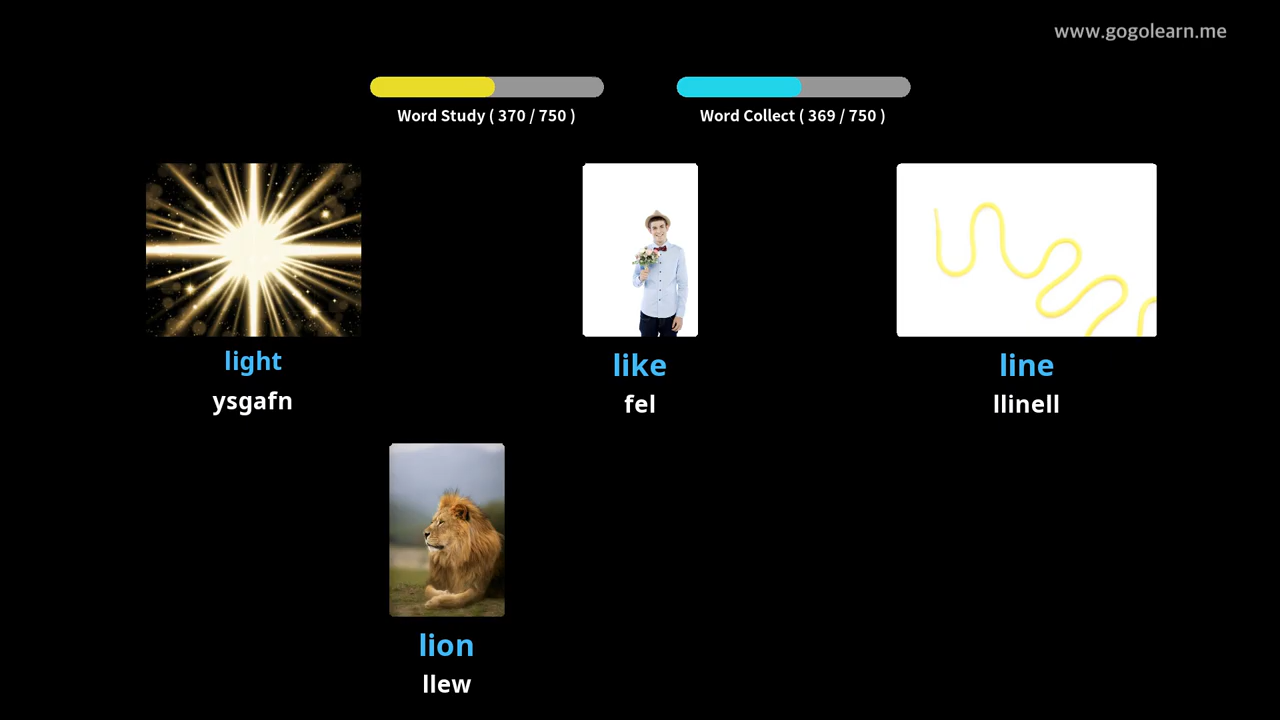 www.gogolearn.me
Word Study ( 370 / 750 )
Word Collect ( 369 / 750 )
light
ysgafn
like
fel
line
llinell
lion
llew